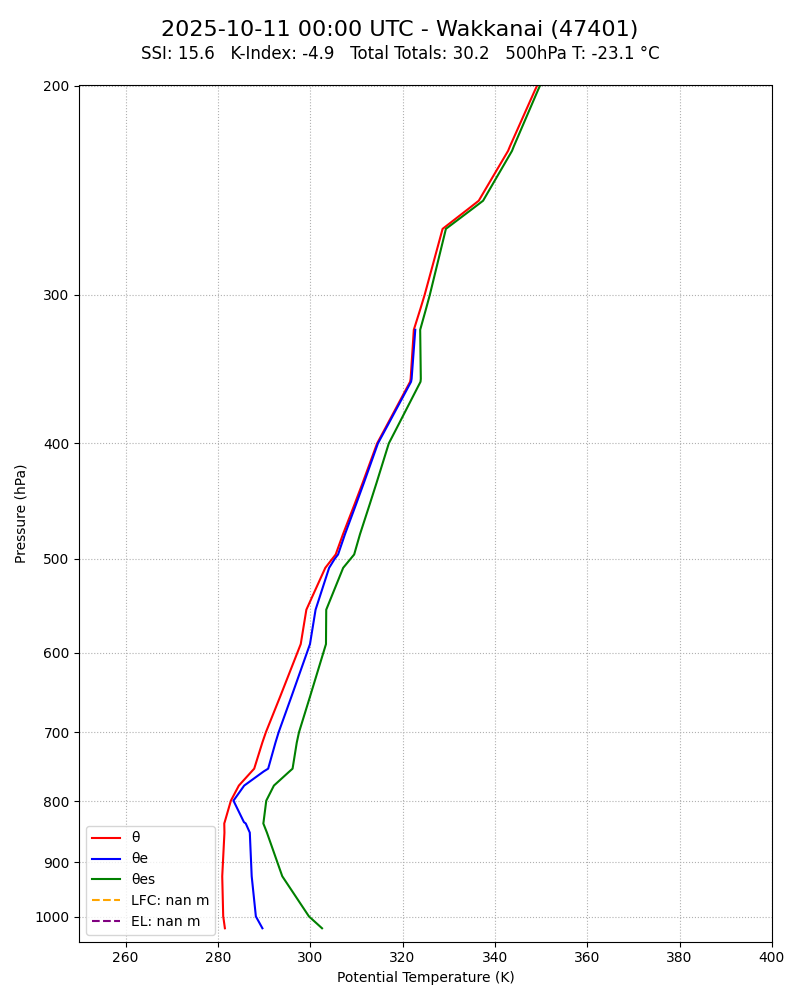 2025-10-11 00:00 UTC - Wakkanai (47401)
SSI: 15.6   K-Index: -4.9   Total Totals: 30.2   500hPa T: -23.1 °C
200
300
400
500
600
700
800
900
1000
Pressure (hPa)
θ
θe
θes
LFC: nan m
EL: nan m
260 280 300 320 340 360 380 400
Potential Temperature (K)